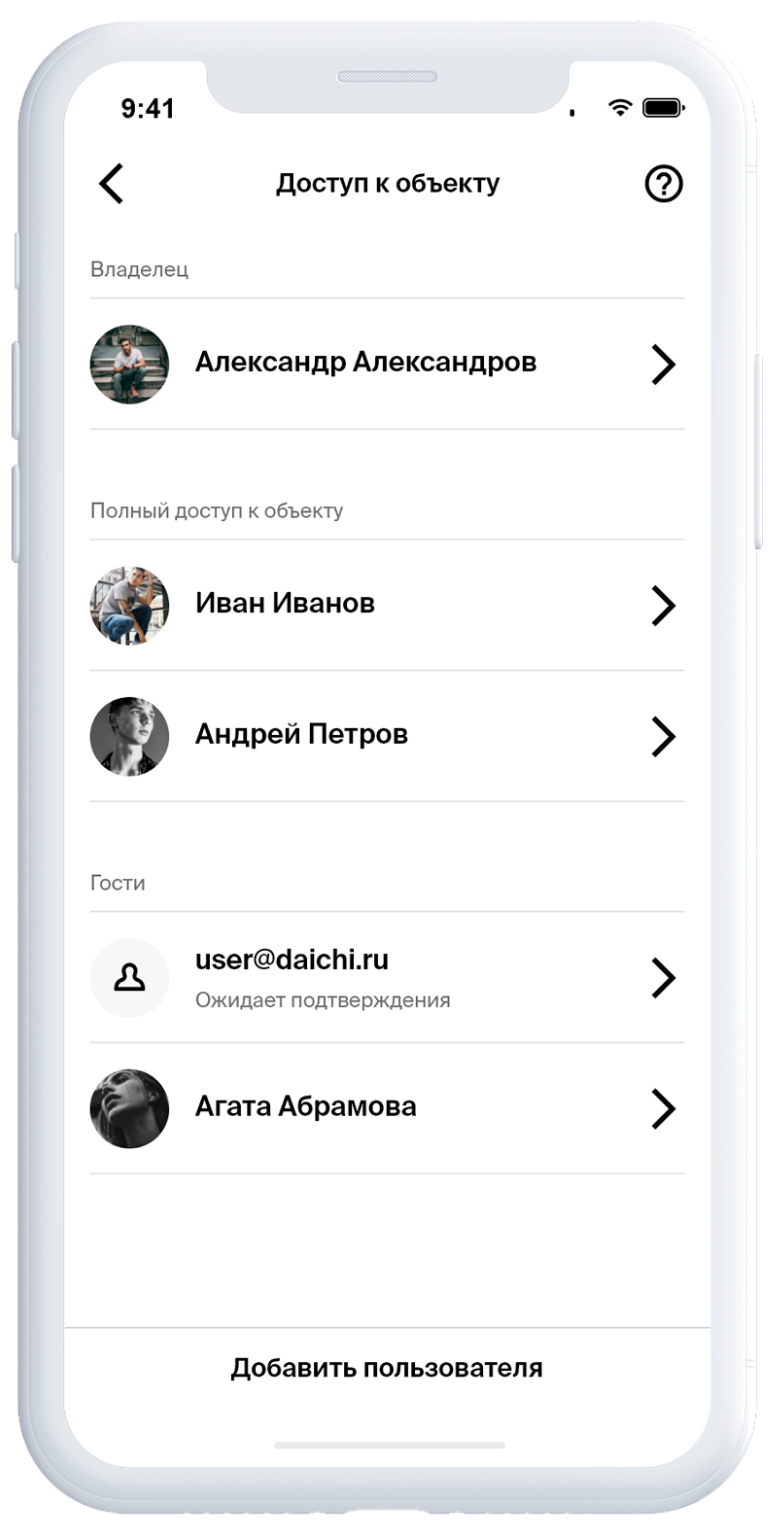 9:41
Доступ к объекту
Владелец
Александр Александров
Полный доступ к объекту
Иван Иванов
Андрей Петров
Гости
user@daichi.ru
Ожидает подтверждения
Агата Абрамова
Добавить пользователя